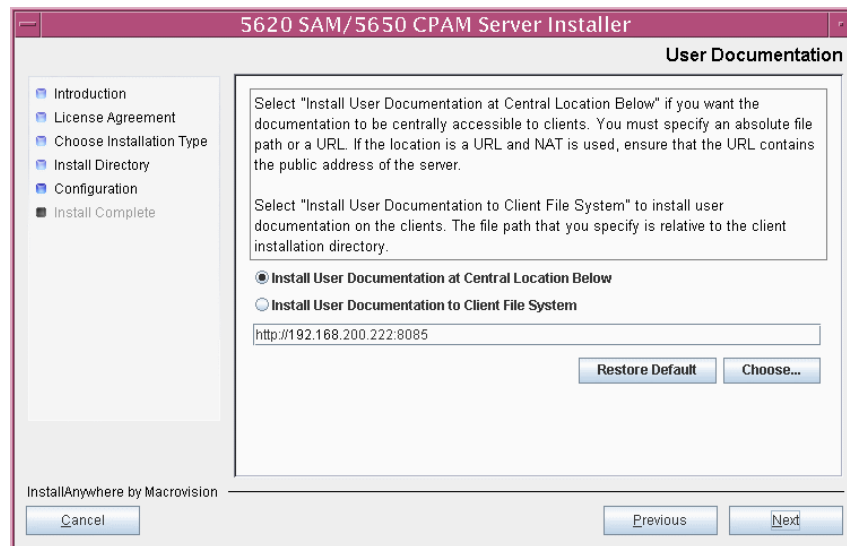 5620 SAM/5650 CPAM Server Installer
User Documentation
Introduction
License Agreement
Choose Installation Type
Install Directory
Configuration
Install Complete
Select "Install User Documentation at Central Location Below" if you want the
documentation to be centrally accessible to clients. You must specify an absolute file
path or a URL. If the location is a URL and NAT is used, ensure that the URL contains
the public address of the server.
Select "Install User Documentation to Client File System" to install user
documentation on the clients. The file path that you specify is relative to the client
installation directory.
Install User Documentation at Central Location Below
Install User Documentation to Client File System
http://192.168.200.222:8085
Restore Default
Choose...
InstallAnywhere by Macrovision
Cancel
Previous
Next